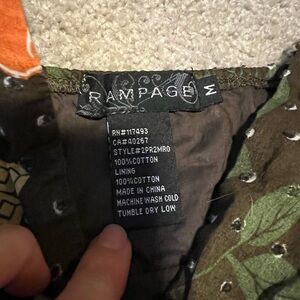 RAMPAGE
M
RN#117493
CA#40267
STYLE#2PR2MRO
100%COTTON
LINING
100%COTTON
MADE IN CHINA
MACHINE WASH COLD
TUMBLE DRY LOW